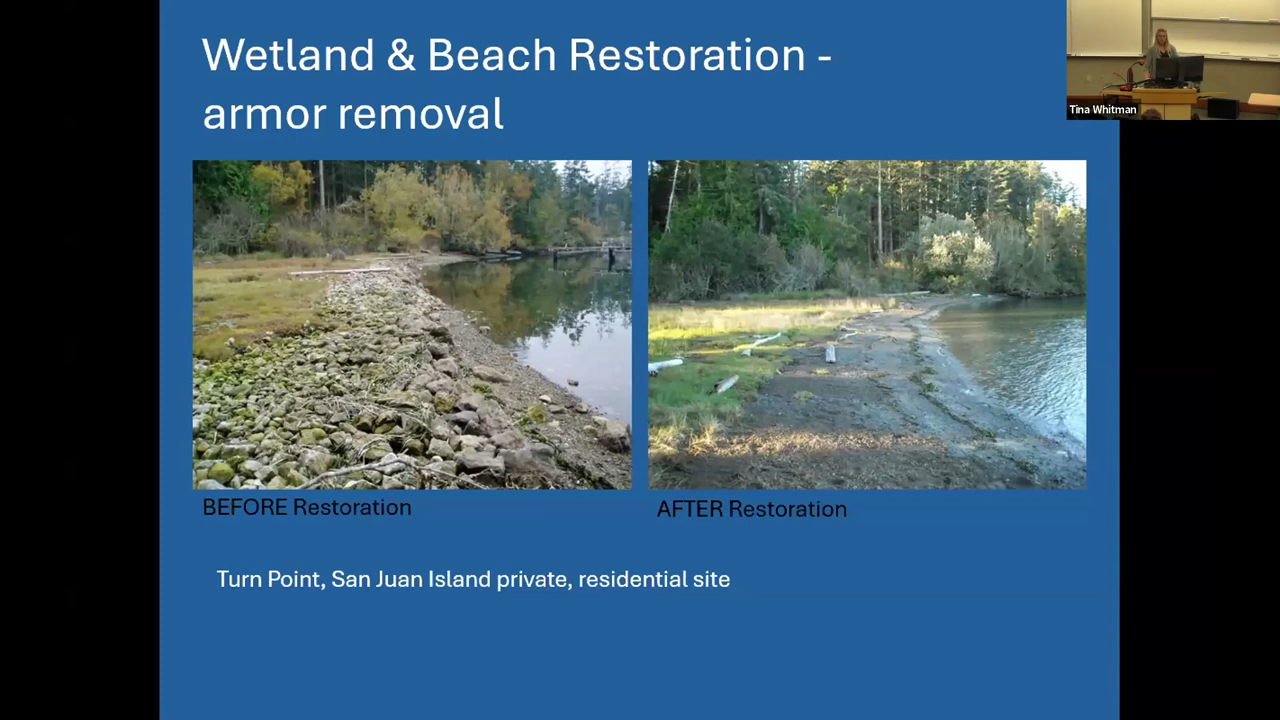 Wetland & Beach Restoration -
armor removal
Tina Whitman
BEFORE Restoration
AFTER Restoration
Turn Point, San Juan Island private, residential site